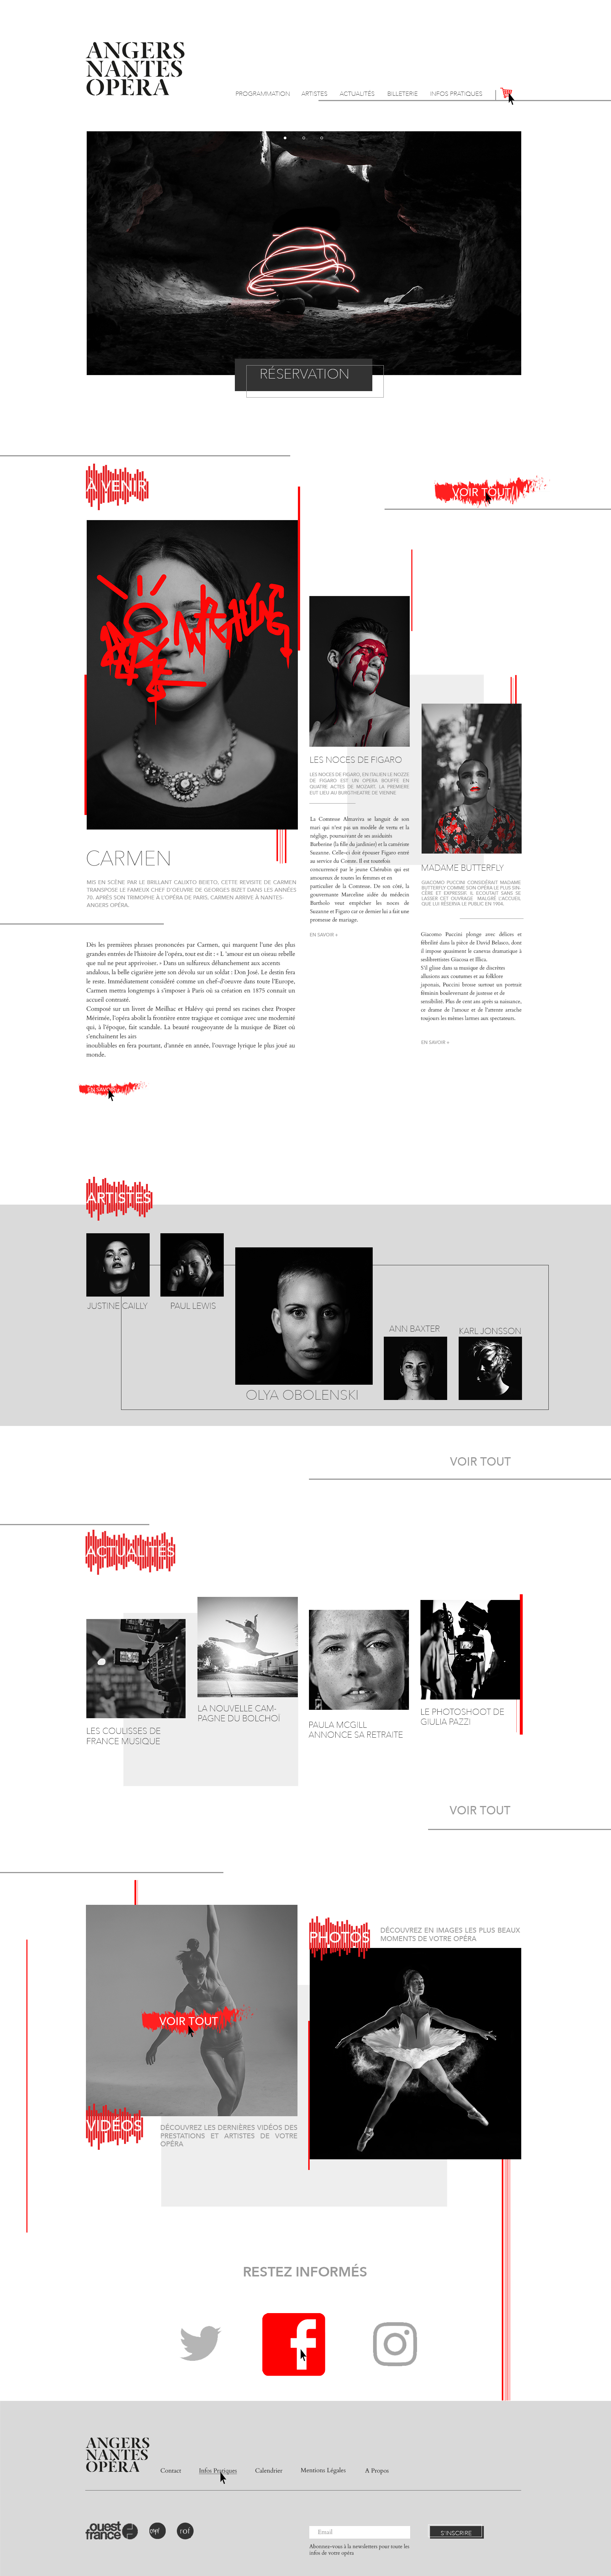 ANGERS
NANTES
OPÉRA
PROGRAMMATION ARTISTES ACTUALITÉS BILLETERIE INFOS PRATIQUES
RÉSERVATION
À VENIR
VOIR TOUT
CARMEN
MIS EN SCÈNE PAR LE BRILLANT CALIXTO BEIEITO, CETTE REVISITE DE CARMEN
TRANSPOSE LE FAMEUX CHEF D'OEUVRE DE GEORGES BIZET DANS LES ANNÉES
70. APRÈS SON TRIMOPHE À L'OPÉRA DE PARIS, CARMEN ARRIVE À NANTES-
ANGERS OPÉRA.
Dès les premières phrases prononcées par Carmen, qui marquent l'une des plus
grandes entrées de l'histoire de l'opéra, tout est dit : « L'amour est un oiseau rebelle
que nul ne peut apprivoiser. » Dans un ailleurs débauchement aux accents
andalous, la belle cigarière jette son dévolu sur un soldat : Don José. Le destin fera
le reste. Immédiatement considéré comme un chef-d'oeuvre dans toute l'Europe,
Carmen mettra longtemps à s'imposer à Paris où sa création en 1875 connaît un
accueil contrasté.
Composé sur un livret de Meilhac et Halévy qui prend ses racines chez Prosper
Mérimée, l'opéra abolit la frontière entre tragique et comique avec une modernité
qui, à l'époque, fait scandale. La beauté rougeoyante de la musique de Bizet où
s'enchaînent les airs
inoubliables en fera pourtant, d'année en année, l'ouvrage lyrique le plus joué au
monde.
EN SAVOIR +
LES NOCES DE FIGARO
LES NOCES DE FIGARO, EN ITALIEN LE NOZZE
DE FIGARO EST UN OPÉRA BOUFFE EN
QUATRE ACTES DE MOZART. LA PREMIÈRE
EUT LIEU AU BURGTHEATRE DE VIENNE
La Comtesse Almaviva se languit de son
mari qui n'est pas un modèle de vertu et la
néglige, poursuivant de ses assiduités
Barberine (la fille du jardinier) et la camériste
Suzanne. Celle-ci doit épouser Figaro entré
au service du Comte. Il est toutefois
concurrencé par le jeune Chérubin qui est
amoureux de toutes les femmes et en
particulier de la Comtesse. De son côté, la
gouvernante Marceline aidée du médecin
Bartholo veut empêcher les noces de
Suzanne et Figaro car ce dernier lui a fait une
promesse de mariage.
EN SAVOIR +
MADAME BUTTERFLY
GIACOMO PUCCINI CONSIDÉRAIT MADAME
BUTTERFLY COMME SON OPÉRA LE PLUS SIN-
CÈRE ET EXPRESSIF. IL ECOUTAIT SANS SE
LASSER CET OUVRAGE MALGRÉ L'ACCUEIL
QUE LUI RÉSERVA LE PUBLIC EN 1904.
Giacomo Puccini plonge avec délices et
fébrilité dans la pièce de David Belasco, dont
il impose quasiment le canevas dramatique à
seslibrettistes Giacosa et Illica.
S'il glisse dans sa musique de discrètes
allusions aux coutumes et au folklore
japonais, Puccini brosse surtout un portrait
féminin bouleversant de justesse et de
sensibilité. Plus de cent ans après sa naissance,
ce drame de l'amour et de l'attente arrache
toujours les mêmes larmes aux spectateurs.
EN SAVOIR +
ARTISTES
JUSTINE CAILLY
PAUL LEWIS
OLYA OBOLENSKI
ANN BAXTER
KARL JONSSON
VOIR TOUT
ACTUALITÉS
LES COULISSES DE
FRANCE MUSIQUE
LA NOUVELLE CAM-
PAGNE DU BOLCHOÏ
PAULA MCGILL
ANNONCE SA RETRAITE
LE PHOTOSHOOT DE
GIULIA PAZZI
VOIR TOUT
VOIR TOUT
VIDÉOS
DÉCOUVREZ LES DERNIÈRES VIDÉOS DES
PRESTATIONS ET ARTISTES DE VOTRE
OPÉRA
PHOTOS
DÉCOUVREZ EN IMAGES LES PLUS BEAUX
MOMENTS DE VOTRE OPÉRA
RESTEZ INFORMÉS
ANGERS
NANTES
OPÉRA
Contact Infos Pratiques Calendrier Mentions Légales A Propos
ouest
france
rof
Email
S'INSCRIRE
Abonnez-vous à la newsletters pour toute les
infos de votre opéra